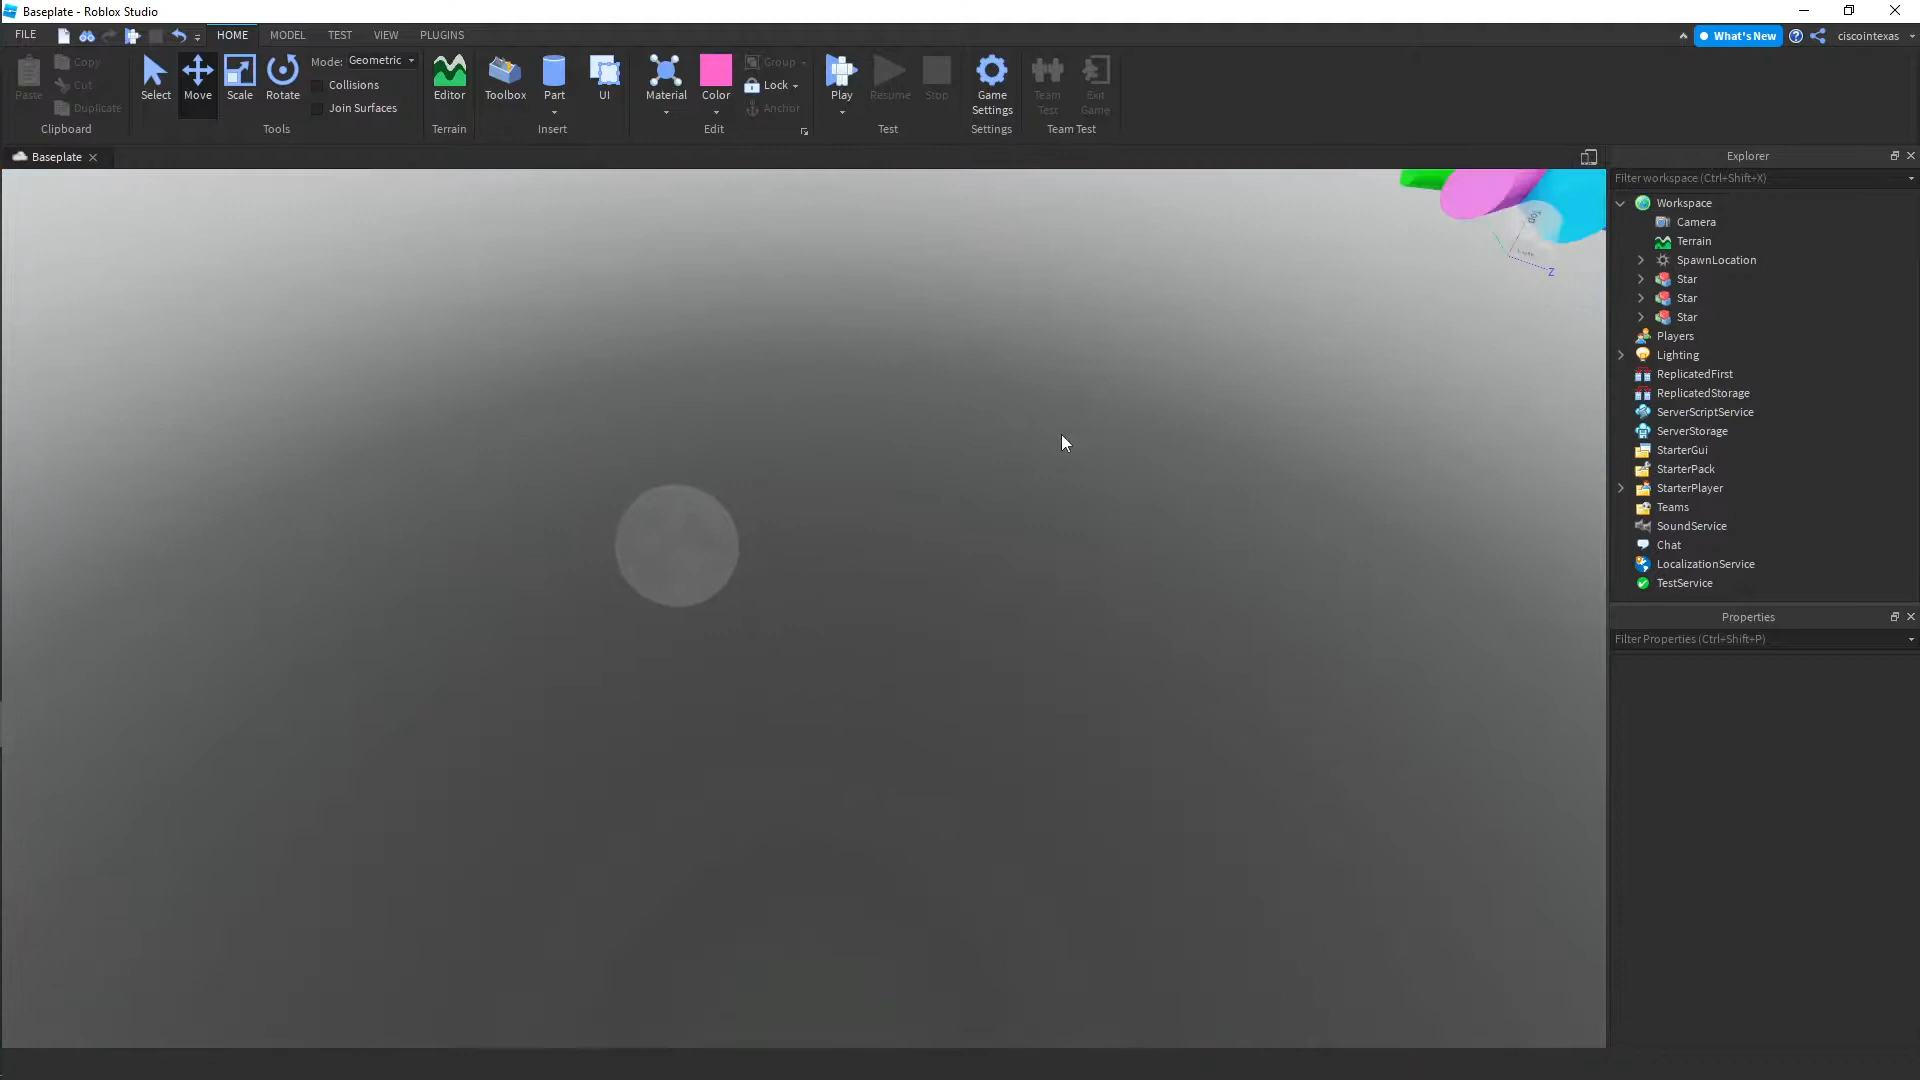 Baseplate - Roblox Studio
FILE
HOME
MODEL
TEST
VIEW
PLUGINS
What's New
ciscointexas
Paste
Copy
Cut
Duplicate
Clipboard
Select
Move
Scale
Rotate
Mode: Geometric
Collisions
Join Surfaces
Tools
Editor
Terrain
Toolbox
Part
UI
Insert
Material
Color
Group
Lock
Anchor
Edit
Play
Resume
Stop
Test
Game Settings
Settings
Team Test
Exit Game
Team Test
Baseplate
Top
Z
Explorer
Filter workspace (Ctrl+Shift+X)
Workspace
Camera
Terrain
SpawnLocation
Star
Star
Star
Players
Lighting
ReplicatedFirst
ReplicatedStorage
ServerScriptService
ServerStorage
StarterGui
StarterPack
StarterPlayer
Teams
SoundService
Chat
LocalizationService
TestService
Properties
Filter Properties (Ctrl+Shift+P)